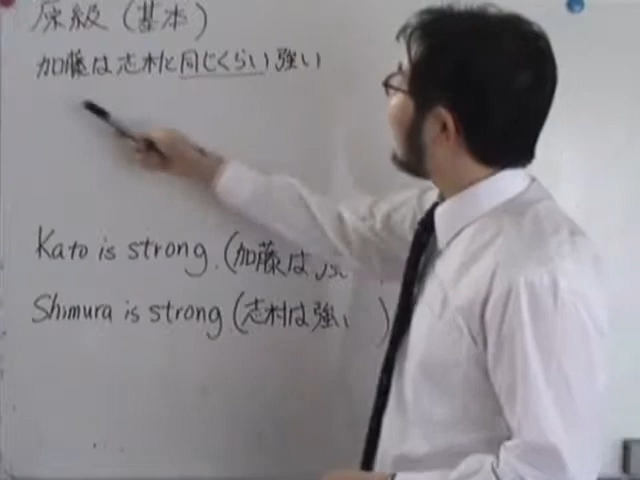 原級(基本)
加藤は志村と同じくらい強い
Kato is strong. (加藤は
Shimura is strong (志村は強い )